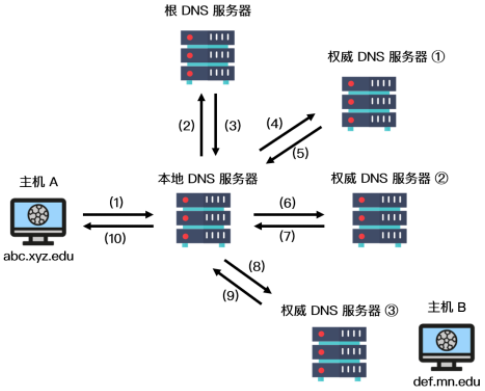 根 DNS 服务器
权威 DNS 服务器 ①
(2)
(3)
(4)
(5)
主机 A
本地 DNS 服务器
权威 DNS 服务器 ②
(1)
(6)
(10)
(7)
abc.xyz.edu
(8)
(9)
权威 DNS 服务器 ③
主机 B
def.mn.edu